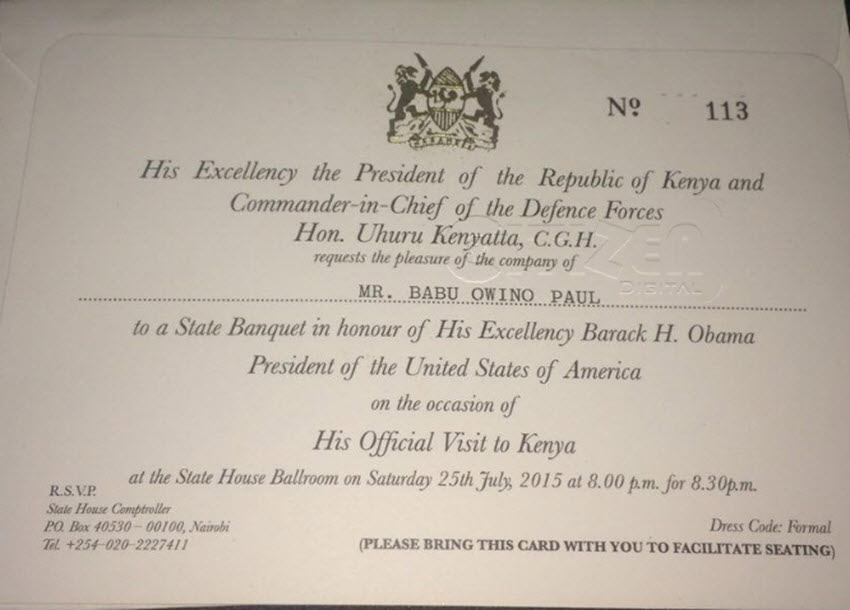 Nº 113
HARAMBEE
His Excellency the President of the Republic of Kenya and
Commander-in-Chief of the Defence Forces
Hon. Uhuru Kenyatta, C.G.H.
requests the pleasure of the company of
CITIZEN
DIGITAL
MR. BABU OWINO PAUL
to a State Banquet in honour of His Excellency Barack H. Obama
President of the United States of America
on the occasion of
His Official Visit to Kenya
at the State House Ballroom on Saturday 25th July, 2015 at 8.00 p.m. for 8.30p.m.
R.S.V.P.
State House Comptroller
P.O. Box 40530 – 00100, Nairobi
Tel. +254-020-2227411
Dress Code: Formal
(PLEASE BRING THIS CARD WITH YOU TO FACILITATE SEATING)